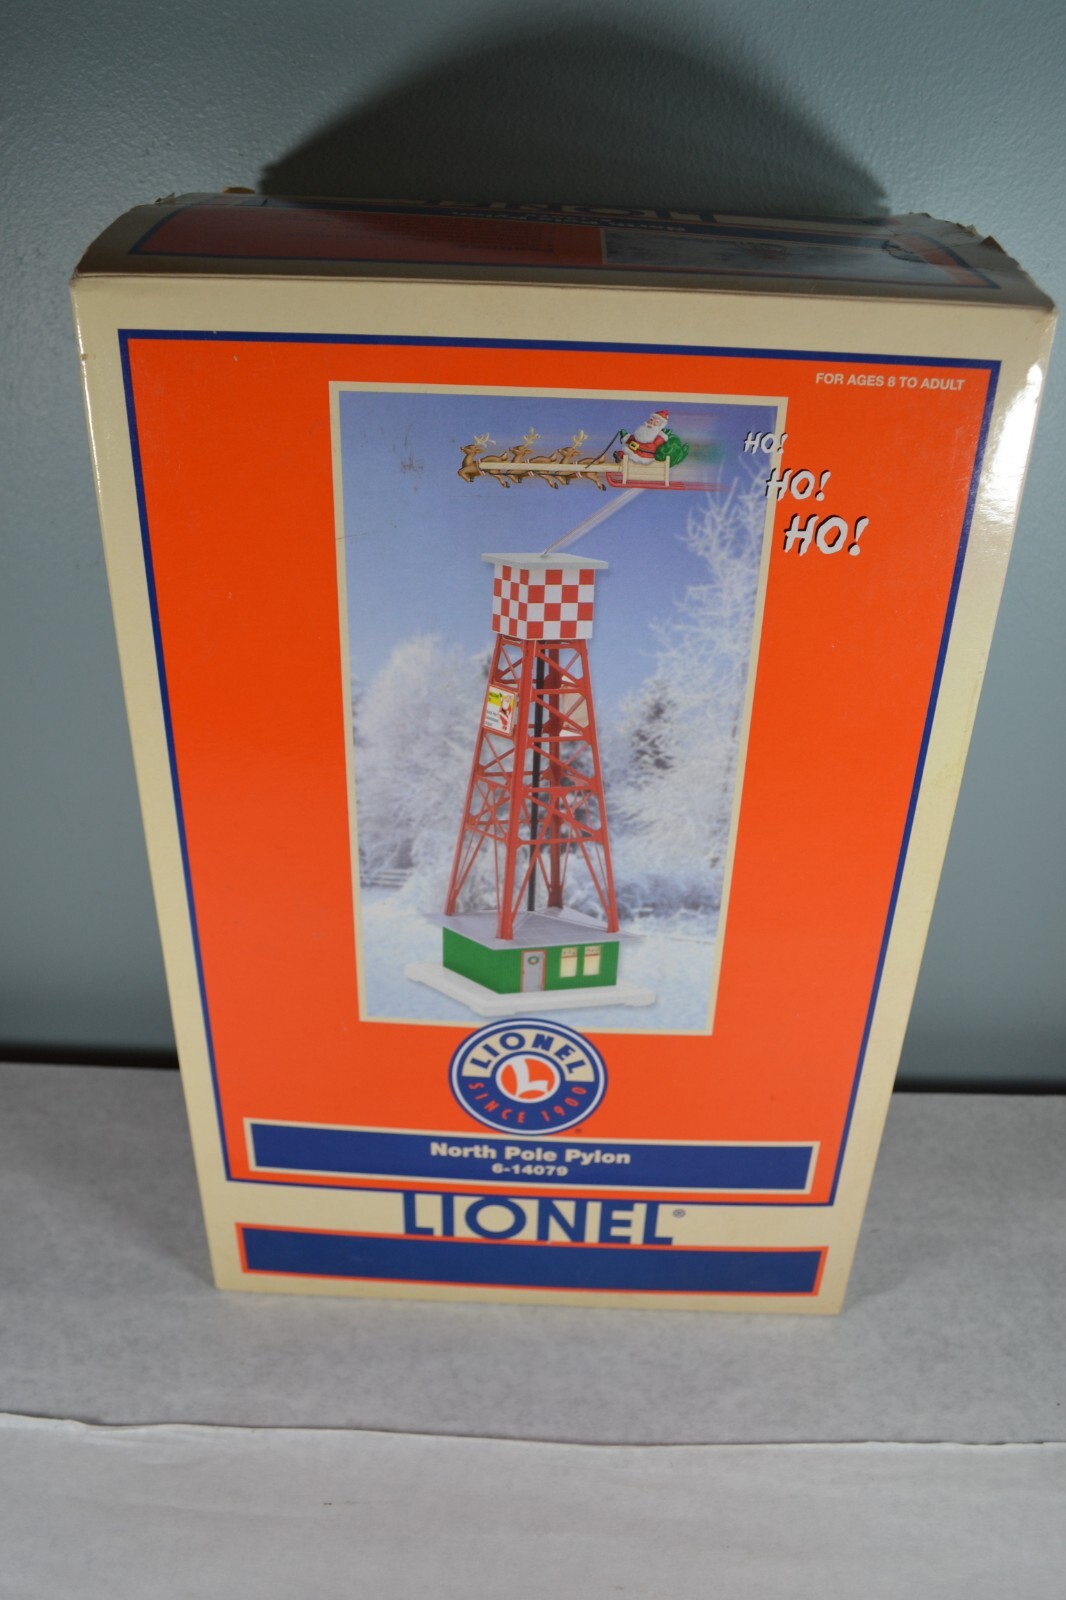 FOR AGES 8 TO ADULT
HO!
HO!
HO!
LIONEL
L
SINCE 1900
North Pole Pylon
6-14079
LIONEL®